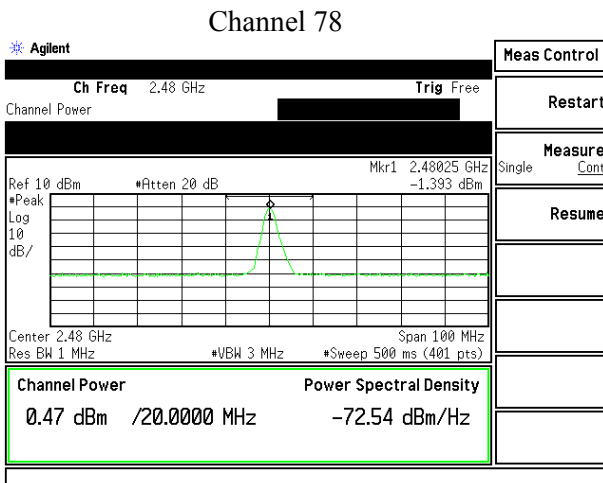 Channel 78
Agilent
Meas Control
Ch Freq 2.48 GHz Trig Free
Channel Power
Restart
Measure
Single Cont
Mkr1 2.48025 GHz
Ref 10 dBm #Atten 20 dB -1.393 dBm
Resume
#Peak
Log
10
dB/
1
Center 2.48 GHz Span 100 MHz
Res BW 1 MHz #VBW 3 MHz #Sweep 500 ms (401 pts)
Channel Power Power Spectral Density
0.47 dBm /20.0000 MHz -72.54 dBm/Hz